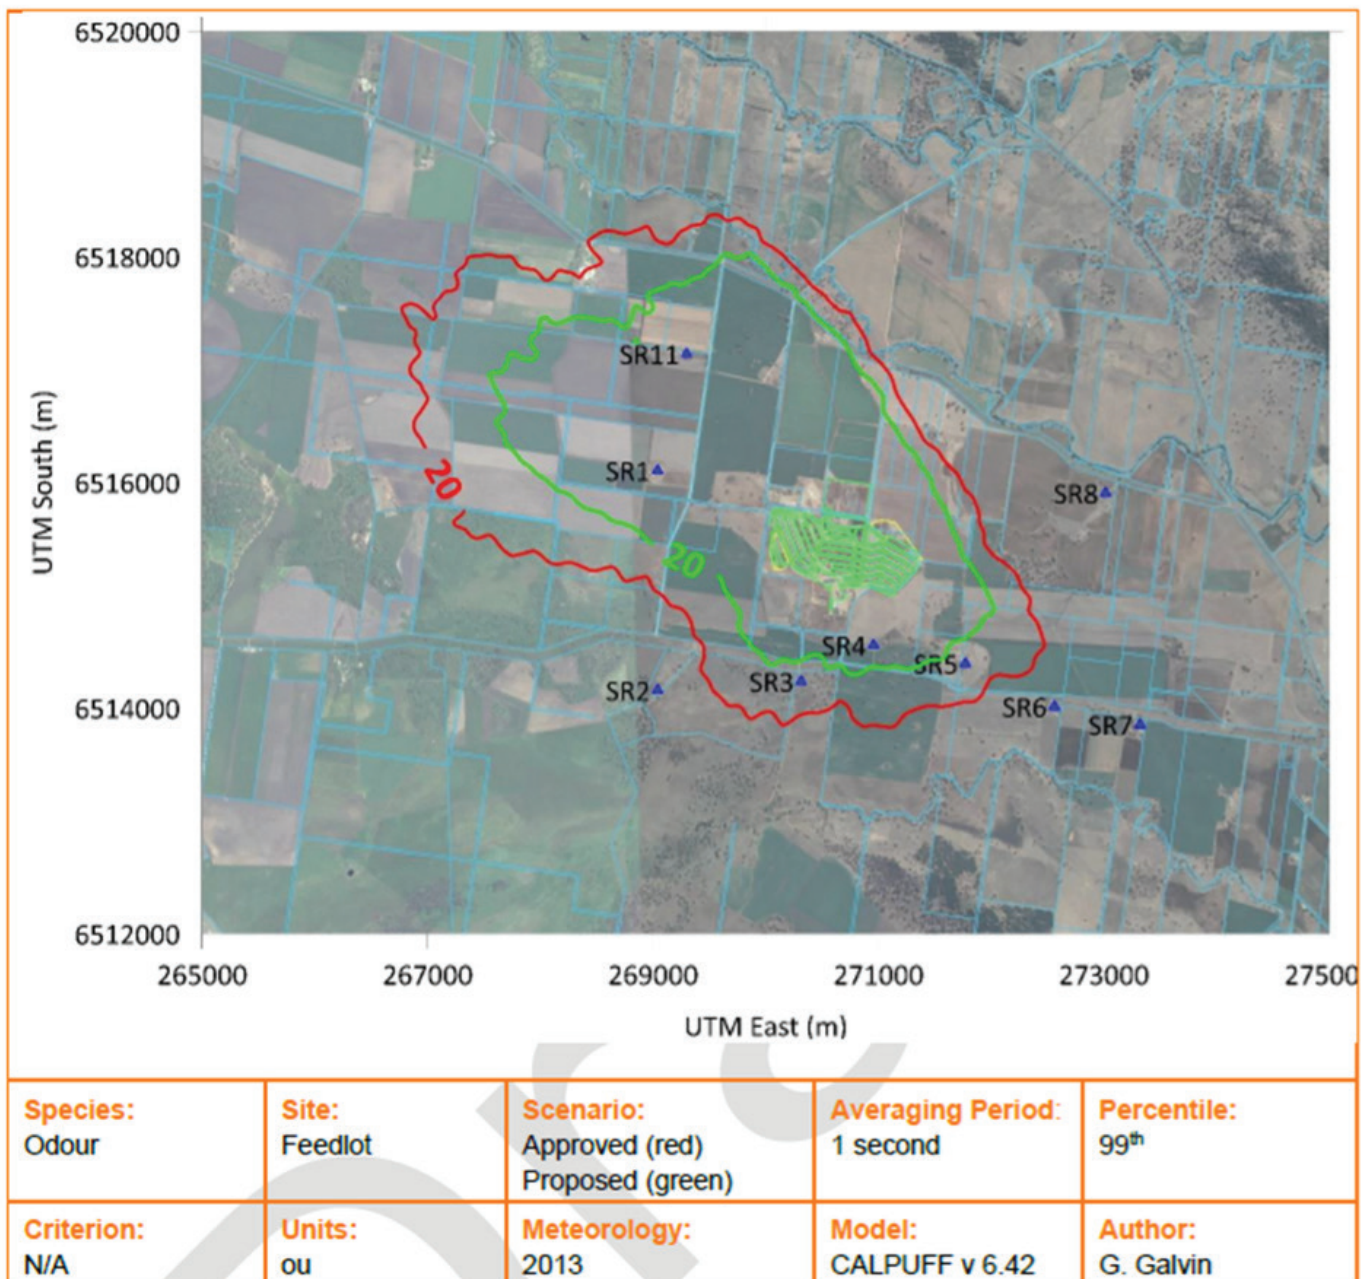 6520000
6518000
6516000
6514000
6512000
UTM South (m)
SR11
SR1
20
20
SR8
SR4
SR5
SR2
SR3
SR6
SR7
265000
267000
269000
271000
273000
27500
UTM East (m)
Species:
Odour
Site:
Feedlot
Scenario:
Approved (red)
Proposed (green)
Averaging Period:
1 second
Percentile:
99th
Criterion:
N/A
Units:
ou
Meteorology:
2013
Model:
CALPUFF v 6.42
Author:
G. Galvin